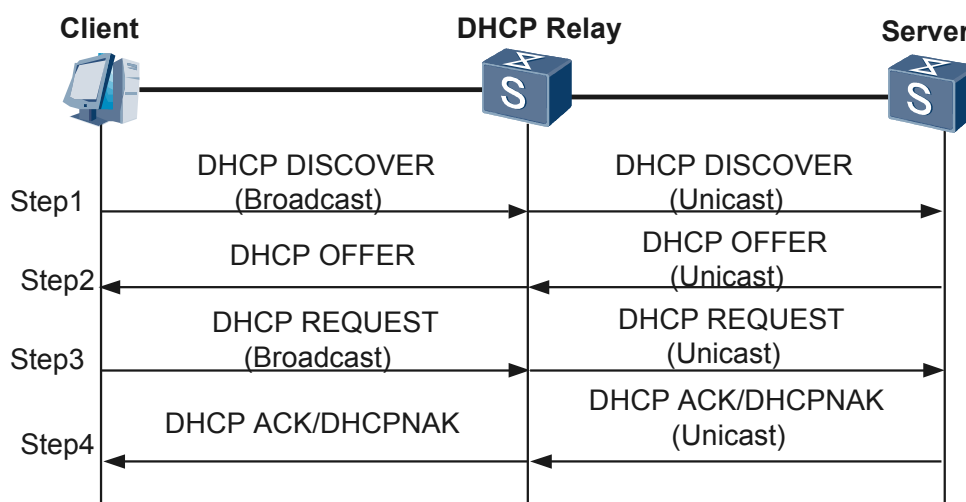 Client
DHCP Relay
Server
S
S
DHCP DISCOVER
(Broadcast)
DHCP DISCOVER
(Unicast)
Step1
DHCP OFFER
DHCP OFFER
(Unicast)
Step2
DHCP REQUEST
(Broadcast)
DHCP REQUEST
(Unicast)
Step3
DHCP ACK/DHCPNAK
DHCP ACK/DHCPNAK
(Unicast)
Step4